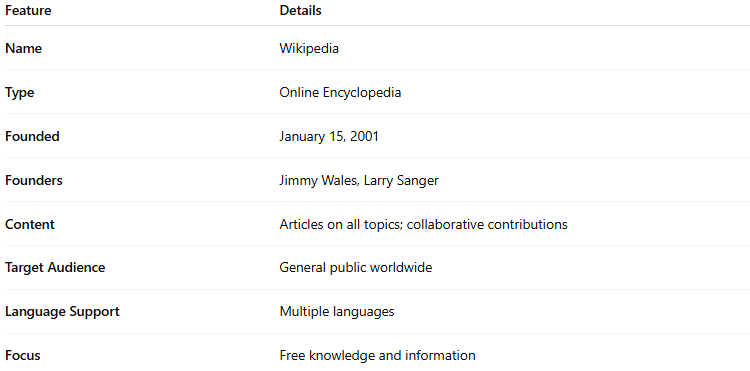 Feature Details
Name Wikipedia
Type Online Encyclopedia
Founded January 15, 2001
Founders Jimmy Wales, Larry Sanger
Content Articles on all topics; collaborative contributions
Target Audience General public worldwide
Language Support Multiple languages
Focus Free knowledge and information